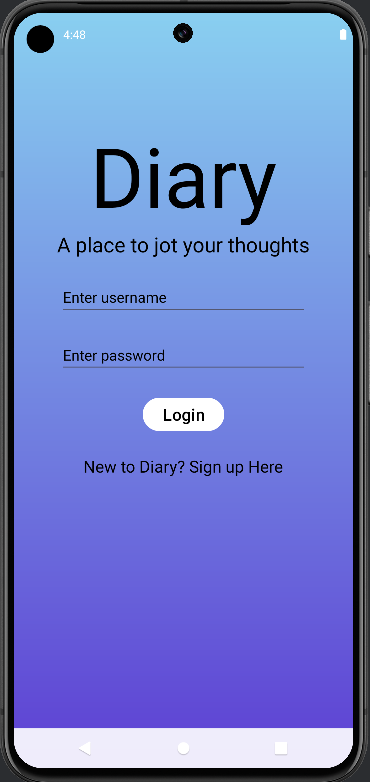 4:48
Diary
A place to jot your thoughts
Enter username
Enter password
Login
New to Diary? Sign up Here